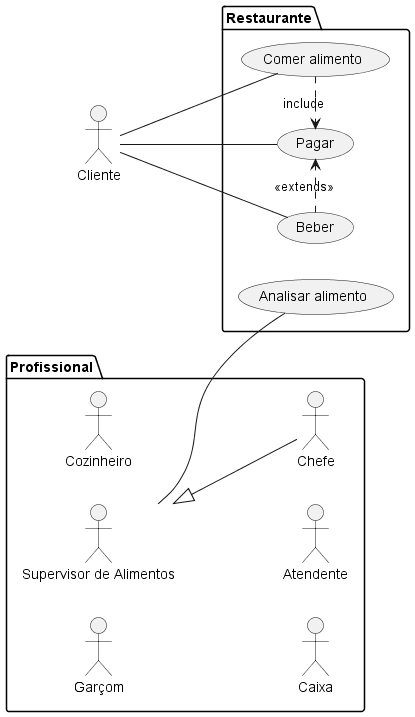 Restaurante
Comer alimento
include
Pagar
Cliente
«extends»
Beber
Analisar alimento
Profissional
Cozinheiro
Chefe
Supervisor de Alimentos
Atendente
Garçom
Caixa